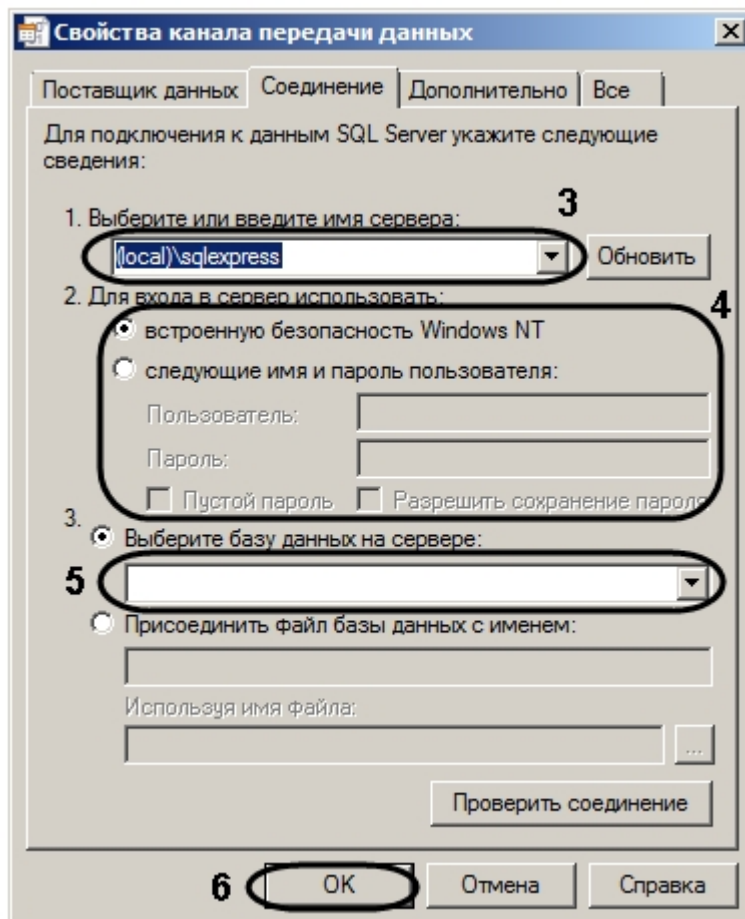 Свойства канала передачи данных
Поставщик данных Соединение Дополнительно Все
Для подключения к данным SQL Server укажите следующие
сведения:
1. Выберите или введите имя сервера: 3
(local)\sqlexpress Обновить
2. Для входа в сервер использовать: 4
встроенную безопасность Windows NT
следующие имя и пароль пользователя:
Пользователь:
Пароль:
Пустой пароль Разрешить сохранение пароля
3. Выберите базу данных на сервере:
5
Присоединить файл базы данных с именем:
Используя имя файла:
...
Проверить соединение
6 OK Отмена Справка